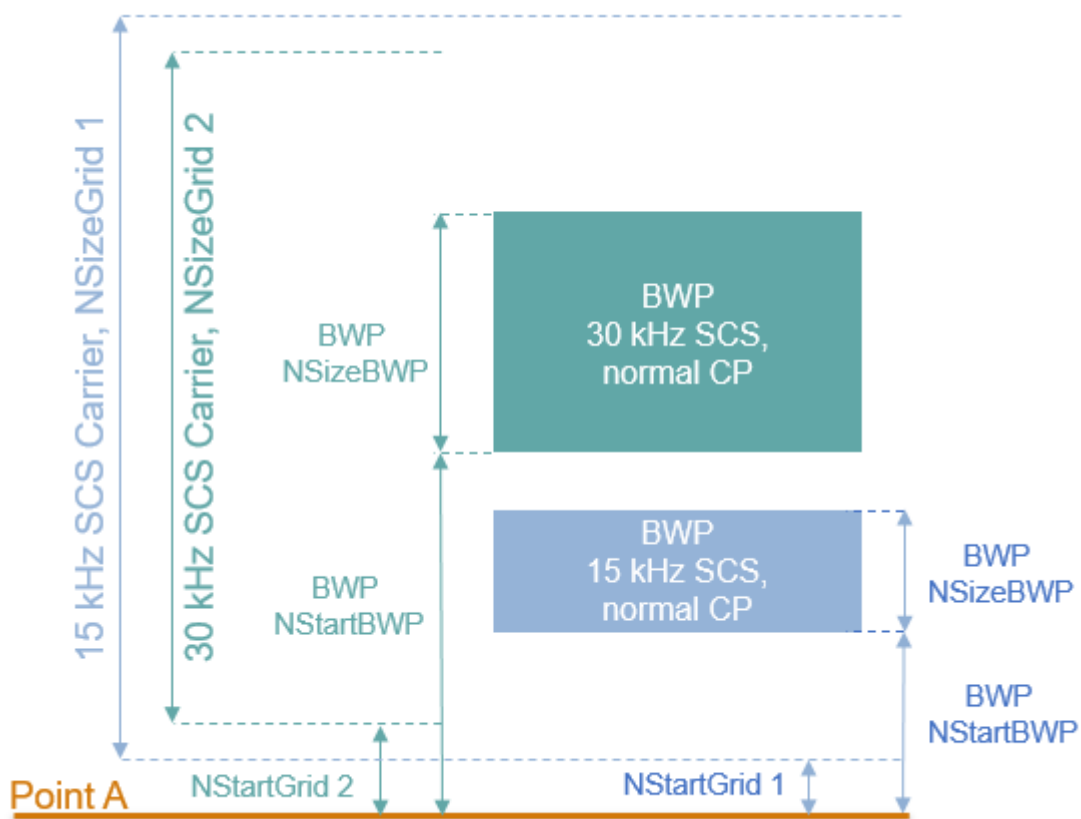 15 kHz SCS Carrier, NSizeGrid 1
30 kHz SCS Carrier, NSizeGrid 2
BWP
30 kHz SCS,
normal CP
BWP
NSizeBWP
BWP
15 kHz SCS,
normal CP
BWP
NSizeBWP
BWP
NStartBWP
BWP
NStartBWP
NStartGrid 2
NStartGrid 1
Point A